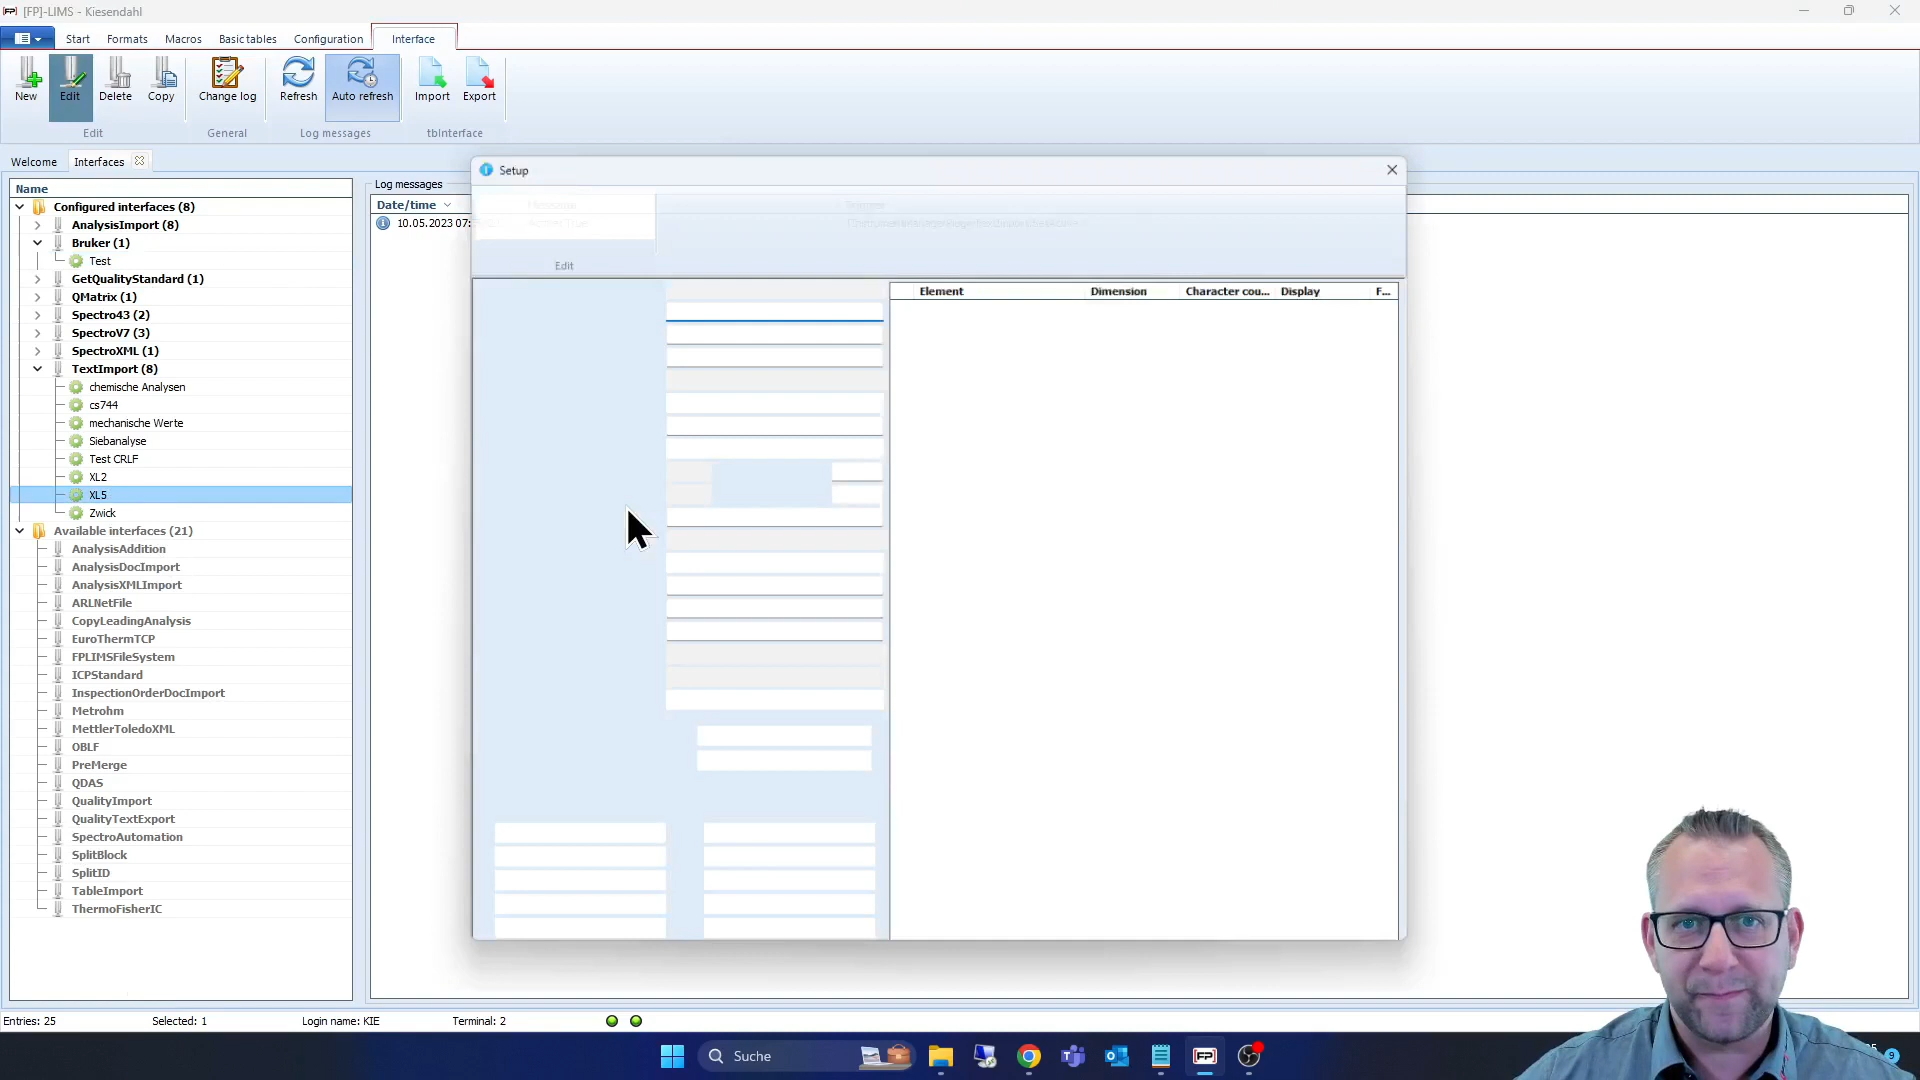 [FP]-LIMS - Kiesendahl
Start Formats Macros Basic tables Configuration Interface
New Edit Delete Copy Change log Refresh Auto refresh Import Export
Edit General Log messages tbInterface
Welcome Interfaces
Name
Configured interfaces (8)
AnalysisImport (8)
Bruker (1)
Test
GetQualityStandard (1)
QMatrix (1)
Spectro43 (2)
SpectroV7 (3)
SpectroXML (1)
TextImport (8)
chemische Analysen
cs744
mechanische Werte
Siebanalyse
Test CRLF
XL2
XL5
Zwick
Available interfaces (21)
AnalysisAddition
AnalysisDocImport
AnalysisXMLImport
ARLNetFile
CopyLeadingAnalysis
EuroThermTCP
FPLIMSFileSystem
ICPStandard
InspectionOrderDocImport
Metrohm
MettlerToledoXML
OBLF
PreMerge
QDAS
QualityImport
QualityTextExport
SpectroAutomation
SplitBlock
SplitID
TableImport
ThermoFisherIC
Log messages
Date/time
10.05.2023 07:
Setup
Edit
Element Dimension Character cou... Display F...
Entries: 25 Selected: 1 Login name: KIE Terminal: 2
Suche
[FP]
9